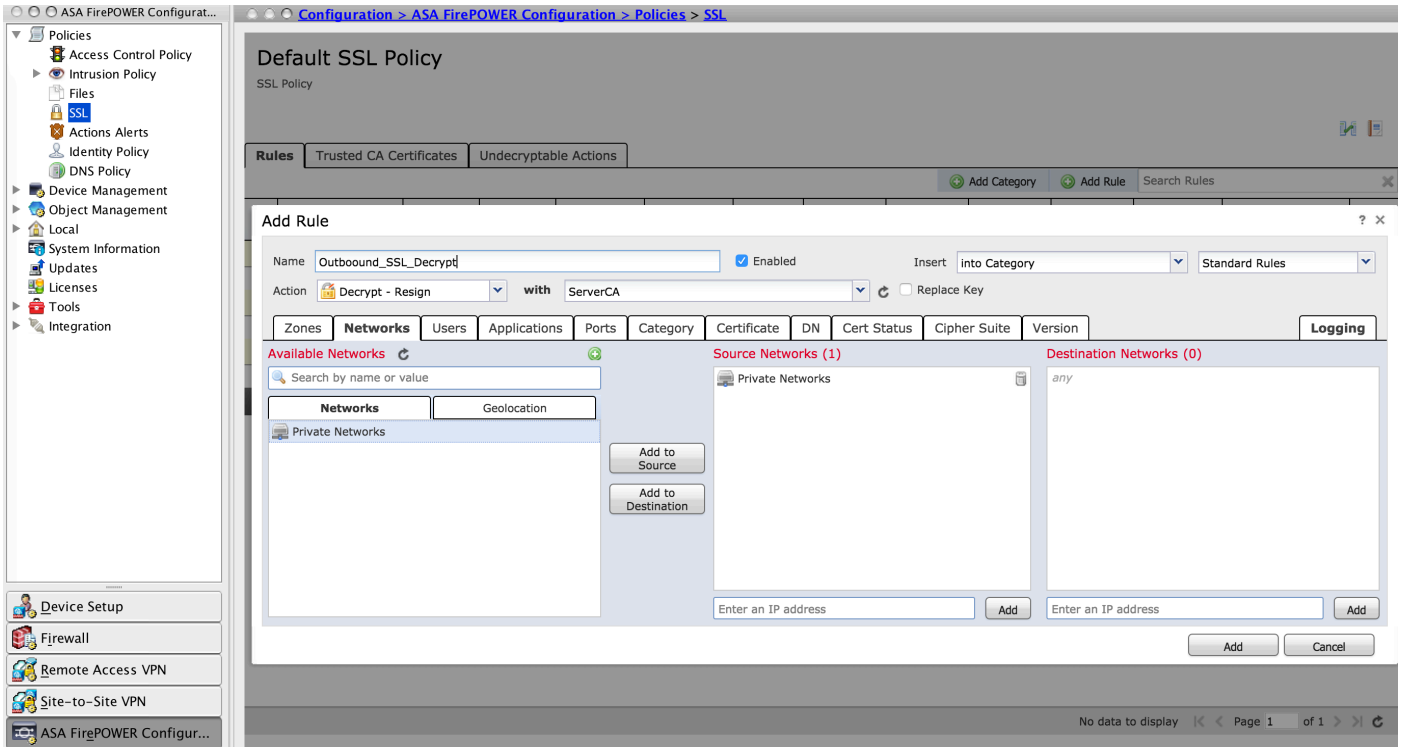 ASA FirePOWER Configurat...
Configuration > ASA FirePOWER Configuration > Policies > SSL
Policies
Access Control Policy
Intrusion Policy
Files
SSL
Actions Alerts
Identity Policy
DNS Policy
Device Management
Object Management
Local
System Information
Updates
Licenses
Tools
Integration
Device Setup
Firewall
Remote Access VPN
Site-to-Site VPN
ASA FirePOWER Configur...
Default SSL Policy
SSL Policy
Rules Trusted CA Certificates Undecryptable Actions
Add Category Add Rule Search Rules
Add Rule ?
Name Outboound_SSL_Decrypt Enabled Insert into Category Standard Rules
Action Decrypt - Resign with ServerCA Replace Key
Zones Networks Users Applications Ports Category Certificate DN Cert Status Cipher Suite Version Logging
Available Networks Source Networks (1) Destination Networks (0)
Search by name or value Private Networks any
Networks Geolocation
Private Networks
Add to
Source
Add to
Destination
Enter an IP address Add Enter an IP address Add
Add Cancel
No data to display Page 1 of 1